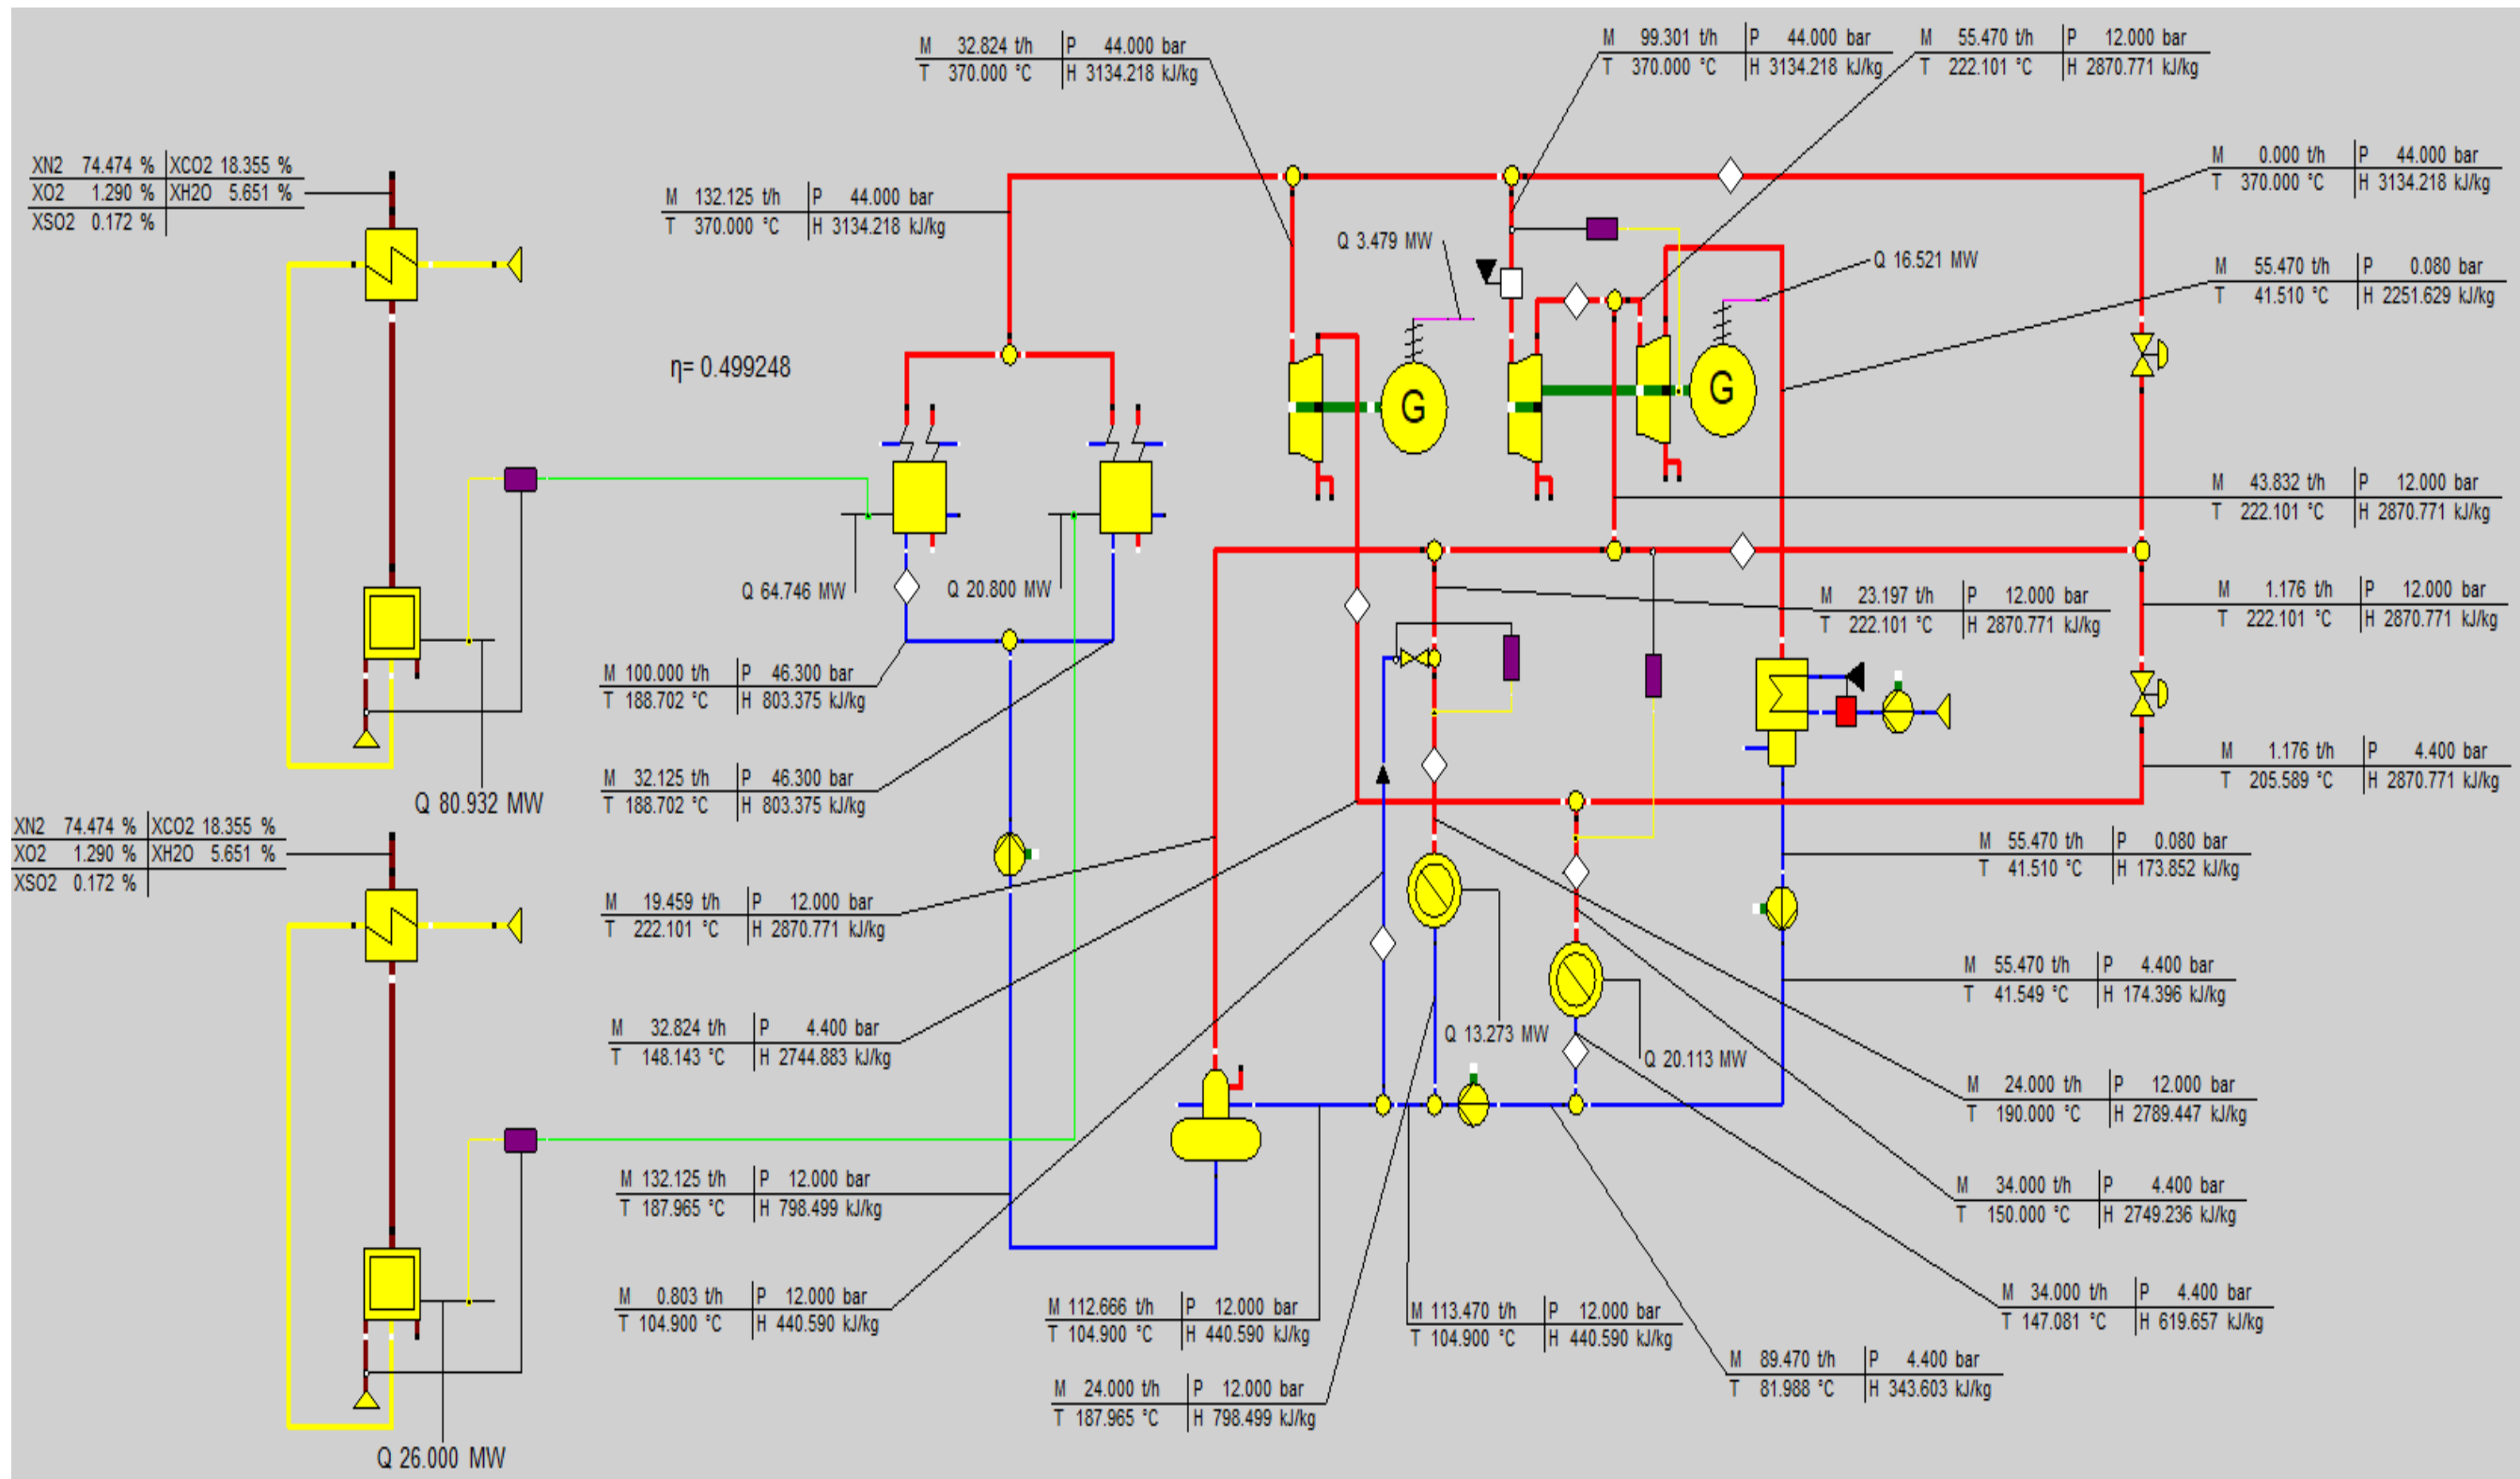 M 32.824 t/h P 44.000 bar
T 370.000 °C H 3134.218 kJ/kg
M 99.301 t/h P 44.000 bar
T 370.000 °C H 3134.218 kJ/kg
M 55.470 t/h P 12.000 bar
T 222.101 °C H 2870.771 kJ/kg
XN2 74.474 % XCO2 18.355 %
XO2 1.290 % XH2O 5.651 %
XSO2 0.172 %
M 132.125 t/h P 44.000 bar
T 370.000 °C H 3134.218 kJ/kg
M 0.000 t/h P 44.000 bar
T 370.000 °C H 3134.218 kJ/kg
Q 3.479 MW
Q 16.521 MW
M 55.470 t/h P 0.080 bar
T 41.510 °C H 2251.629 kJ/kg
η= 0.499248
G
G
M 43.832 t/h P 12.000 bar
T 222.101 °C H 2870.771 kJ/kg
Q 64.746 MW
Q 20.800 MW
M 23.197 t/h P 12.000 bar
T 222.101 °C H 2870.771 kJ/kg
M 1.176 t/h P 12.000 bar
T 222.101 °C H 2870.771 kJ/kg
M 100.000 t/h P 46.300 bar
T 188.702 °C H 803.375 kJ/kg
M 32.125 t/h P 46.300 bar
T 188.702 °C H 803.375 kJ/kg
M 1.176 t/h P 4.400 bar
T 205.589 °C H 2870.771 kJ/kg
Q 80.932 MW
XN2 74.474 % XCO2 18.355 %
XO2 1.290 % XH2O 5.651 %
XSO2 0.172 %
M 55.470 t/h P 0.080 bar
T 41.510 °C H 173.852 kJ/kg
M 19.459 t/h P 12.000 bar
T 222.101 °C H 2870.771 kJ/kg
M 55.470 t/h P 4.400 bar
T 41.549 °C H 174.396 kJ/kg
M 32.824 t/h P 4.400 bar
T 148.143 °C H 2744.883 kJ/kg
Q 13.273 MW
Q 20.113 MW
M 24.000 t/h P 12.000 bar
T 190.000 °C H 2789.447 kJ/kg
M 132.125 t/h P 12.000 bar
T 187.965 °C H 798.499 kJ/kg
M 34.000 t/h P 4.400 bar
T 150.000 °C H 2749.236 kJ/kg
M 0.803 t/h P 12.000 bar
T 104.900 °C H 440.590 kJ/kg
M 112.666 t/h P 12.000 bar
T 104.900 °C H 440.590 kJ/kg
M 113.470 t/h P 12.000 bar
T 104.900 °C H 440.590 kJ/kg
M 34.000 t/h P 4.400 bar
T 147.081 °C H 619.657 kJ/kg
M 89.470 t/h P 4.400 bar
T 81.988 °C H 343.603 kJ/kg
M 24.000 t/h P 12.000 bar
T 187.965 °C H 798.499 kJ/kg
Q 26.000 MW